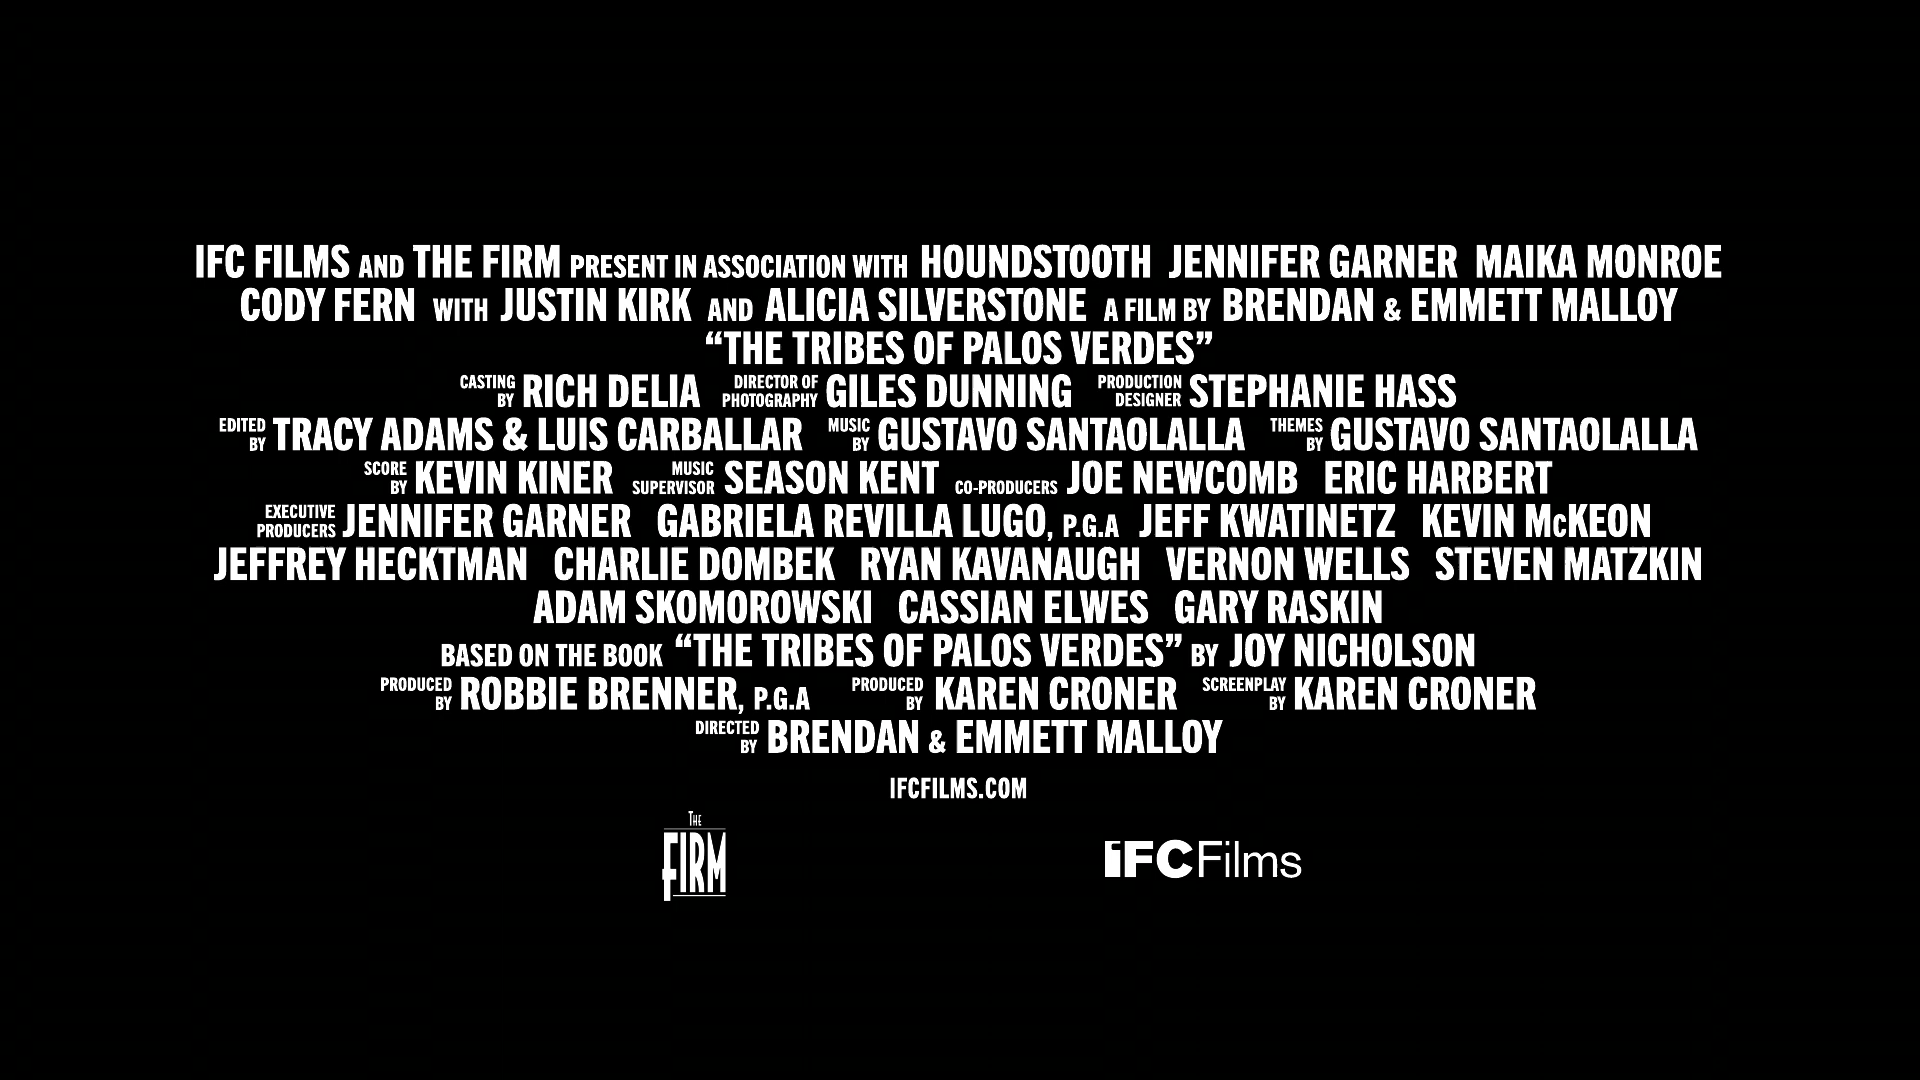 IFC FILMS AND THE FIRM PRESENT IN ASSOCIATION WITH HOUNDSTOOTH JENNIFER GARNER MAIKA MONROE
CODY FERN WITH JUSTIN KIRK AND ALICIA SILVERSTONE A FILM BY BRENDAN & EMMETT MALLOY
“THE TRIBES OF PALOS VERDES”
CASTING BY RICH DELIA DIRECTOR OF PHOTOGRAPHY GILES DUNNING PRODUCTION DESIGNER STEPHANIE HASS
EDITED BY TRACY ADAMS & LUIS CARBALLAR MUSIC BY GUSTAVO SANTAOLALLA THEMES BY GUSTAVO SANTAOLALLA
SCORE BY KEVIN KINER MUSIC SUPERVISOR SEASON KENT CO-PRODUCERS JOE NEWCOMB ERIC HARBERT
EXECUTIVE PRODUCERS JENNIFER GARNER GABRIELA REVILLA LUGO, P.G.A JEFF KWATINETZ KEVIN McKEON
JEFFREY HECKTMAN CHARLIE DOMBEK RYAN KAVANAUGH VERNON WELLS STEVEN MATZKIN
ADAM SKOMOROWSKI CASSIAN ELWES GARY RASKIN
BASED ON THE BOOK “THE TRIBES OF PALOS VERDES” BY JOY NICHOLSON
PRODUCED BY ROBBIE BRENNER, P.G.A PRODUCED BY KAREN CRONER SCREENPLAY BY KAREN CRONER
DIRECTED BY BRENDAN & EMMETT MALLOY
IFCFILMS.COM
THE FIRM
IFC Films